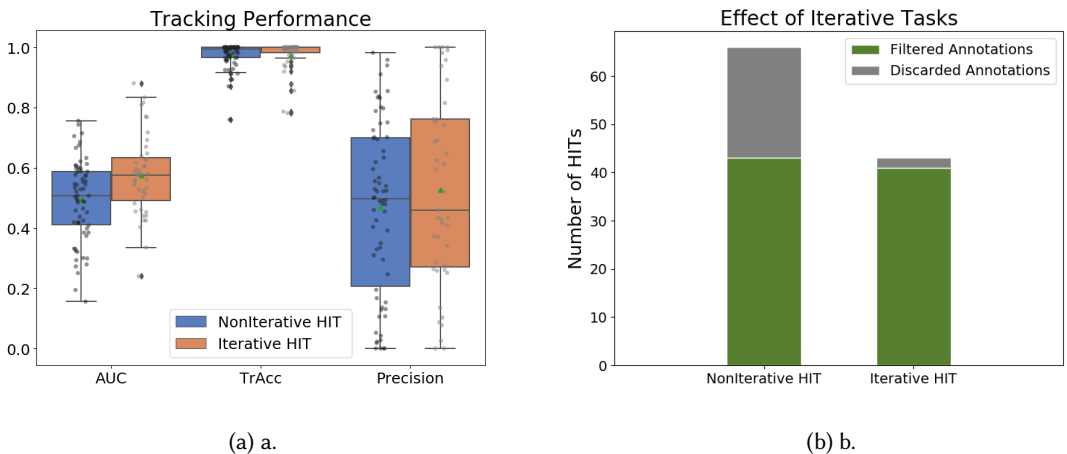 Tracking Performance
1.0
0.8
0.6
0.4
0.2
0.0
NonIterative HIT
Iterative HIT
AUC
TrAcc
Precision
(a) a.
Effect of Iterative Tasks
Number of HITs
60
50
40
30
20
10
0
Filtered Annotations
Discarded Annotations
NonIterative HIT
Iterative HIT
(b) b.